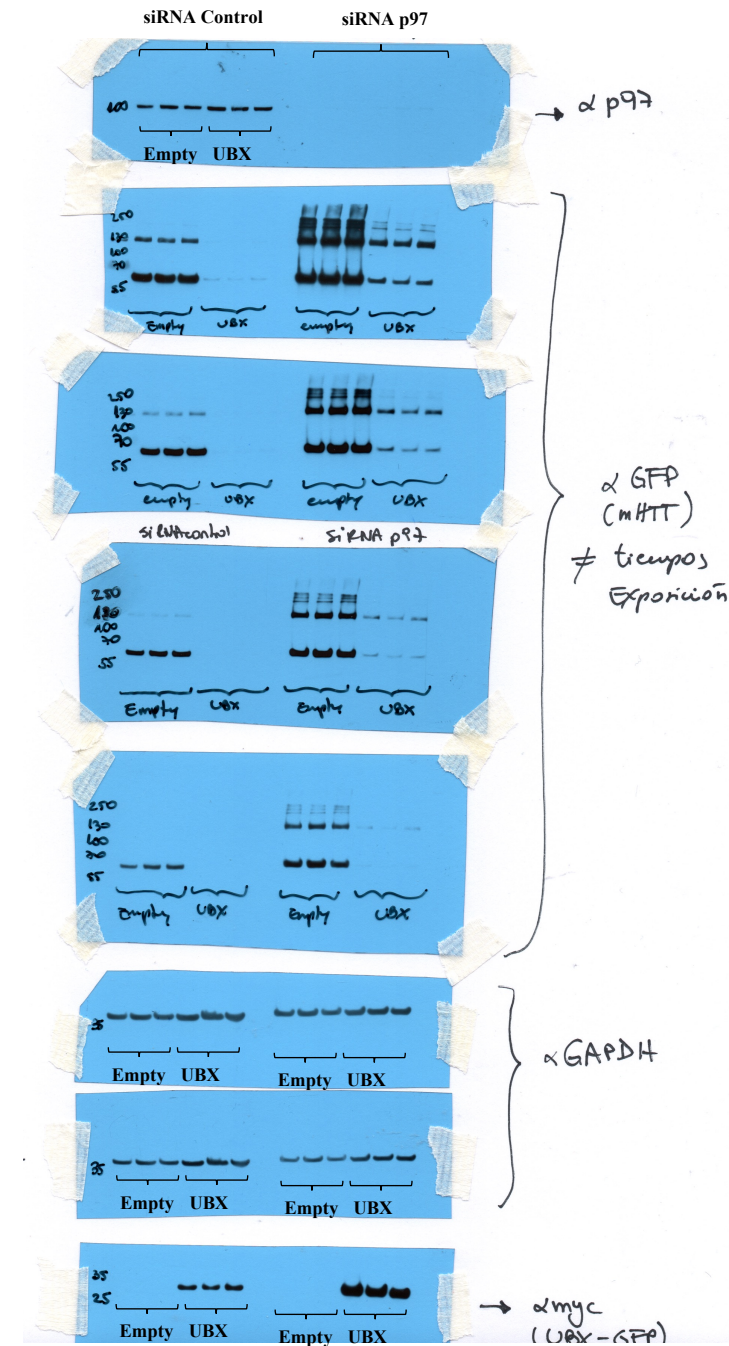 siRNA Control siRNA p97
100
→ α p97
Empty UBX
250
130
100
70
55
Empty UBX empty UBX
250
130
100
70
55
empty UBX empty UBX
siRNAcontrol siRNA p97
α GFP
(mHTT)
≠ tiempos
Exposición
250
130
100
70
55
Empty UBX Empty UBX
250
130
100
70
55
Empty UBX Empty UBX
35
Empty UBX Empty UBX
α GAPDH
35
Empty UBX Empty UBX
35
25
→ αmyc
(UBX-GFP)
Empty UBX Empty UBX